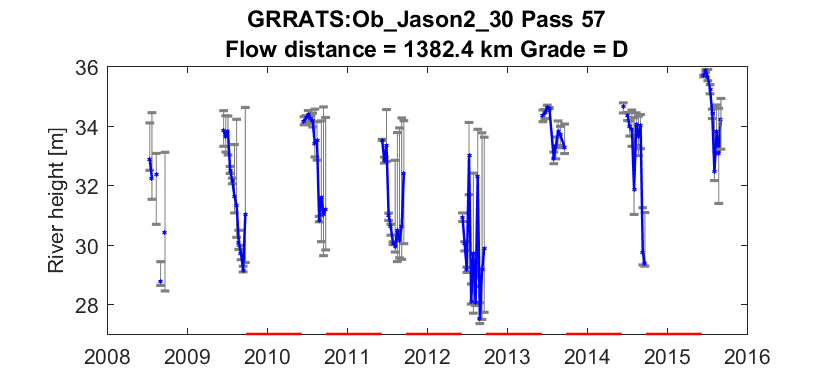 GRRATS:Ob_Jason2_30 Pass 57
Flow distance = 1382.4 km Grade = D
River height [m]
36
34
32
30
28
2008 2009 2010 2011 2012 2013 2014 2015 2016